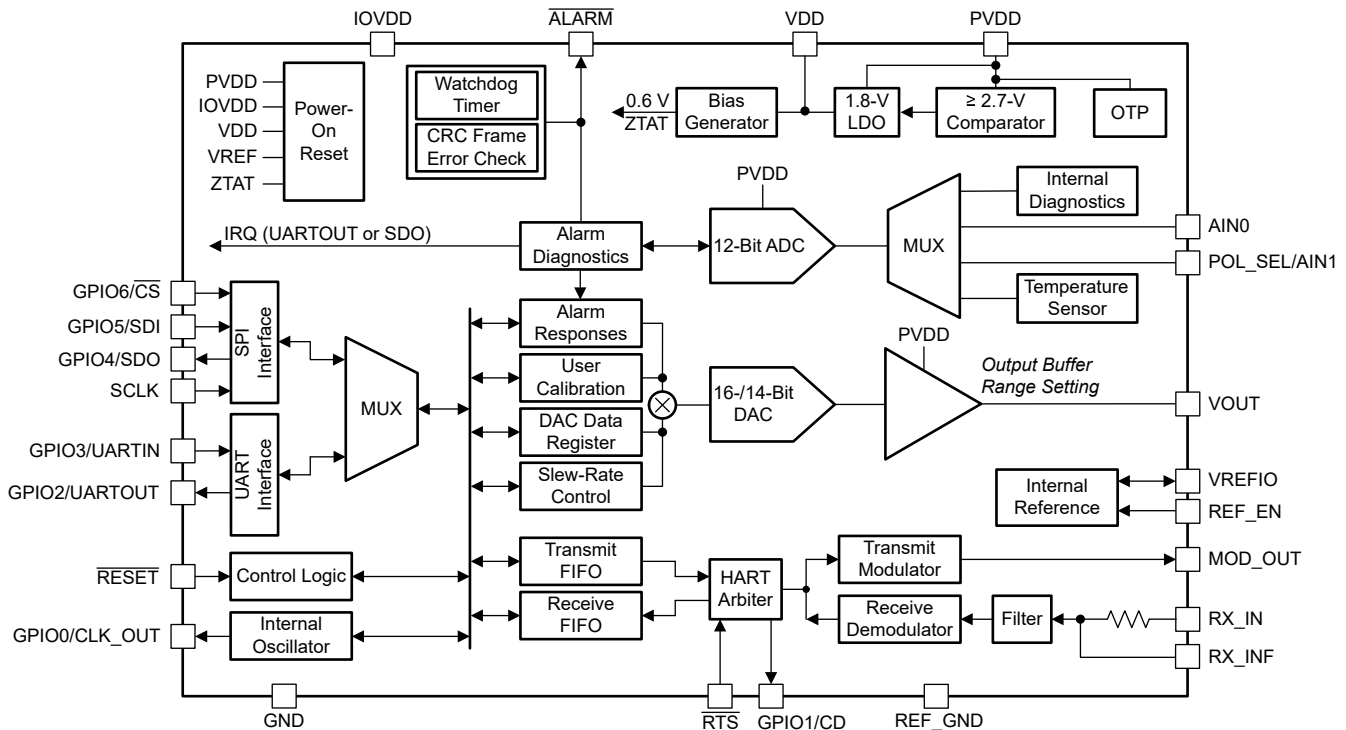 IOVDD
ALARM
VDD
PVDD
PVDD
IOVDD
VDD
VREF
ZTAT
Power-
On
Reset
Watchdog
Timer
CRC Frame
Error Check
0.6 V
ZTAT
Bias
Generator
1.8-V
LDO
≥ 2.7-V
Comparator
OTP
IRQ (UARTOUT or SDO)
Alarm
Diagnostics
PVDD
12-Bit ADC
MUX
Internal
Diagnostics
AIN0
POL_SEL/AIN1
Temperature
Sensor
GPIO6/CS
GPIO5/SDI
GPIO4/SDO
SCLK
SPI
Interface
GPIO3/UARTIN
GPIO2/UARTOUT
UART
Interface
MUX
Alarm
Responses
User
Calibration
DAC Data
Register
Slew-Rate
Control
16-/14-Bit
DAC
PVDD
Output Buffer
Range Setting
VOUT
Internal
Reference
VREFIO
REF_EN
RESET
Control Logic
GPIO0/CLK_OUT
Internal
Oscillator
Transmit
FIFO
Receive
FIFO
HART
Arbiter
Transmit
Modulator
MOD_OUT
Receive
Demodulator
Filter
RX_IN
RX_INF
GND
RTS
GPIO1/CD
REF_GND